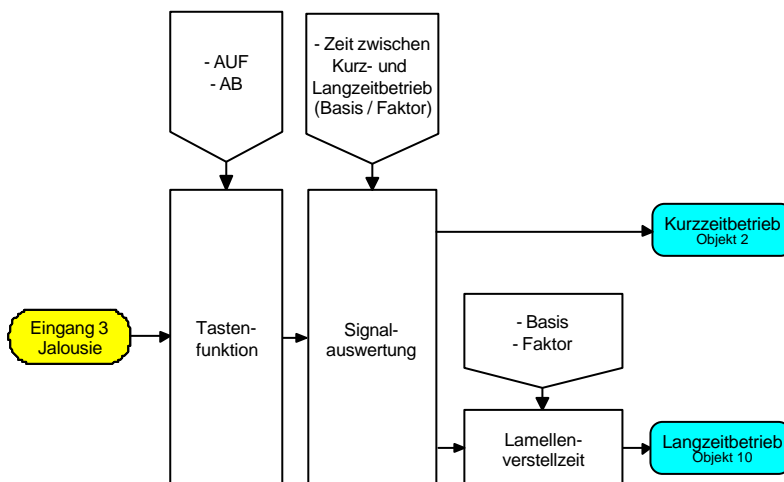 - AUF
- AB
- Zeit zwischen
Kurz- und
Langzeitbetrieb
(Basis / Faktor)
Kurzzeitbetrieb
Objekt 2
Eingang 3
Jalousie
Tasten-
funktion
Signal-
auswertung
- Basis
- Faktor
Lamellen-
verstellzeit
Langzeitbetrieb
Objekt 10